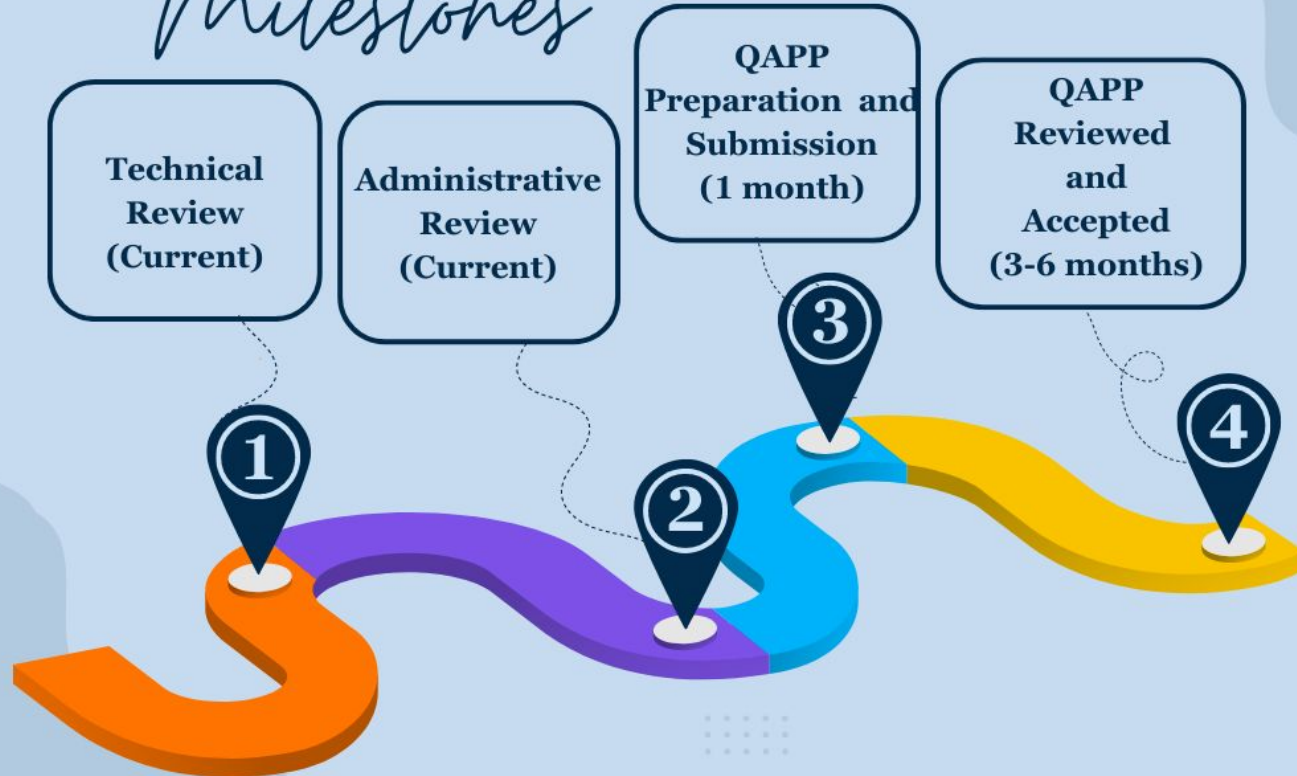 Milestones
Technical
Review
(Current)
Administrative
Review
(Current)
QAPP
Preparation and
Submission
(1 month)
QAPP
Reviewed
and
Accepted
(3-6 months)
1
2
3
4